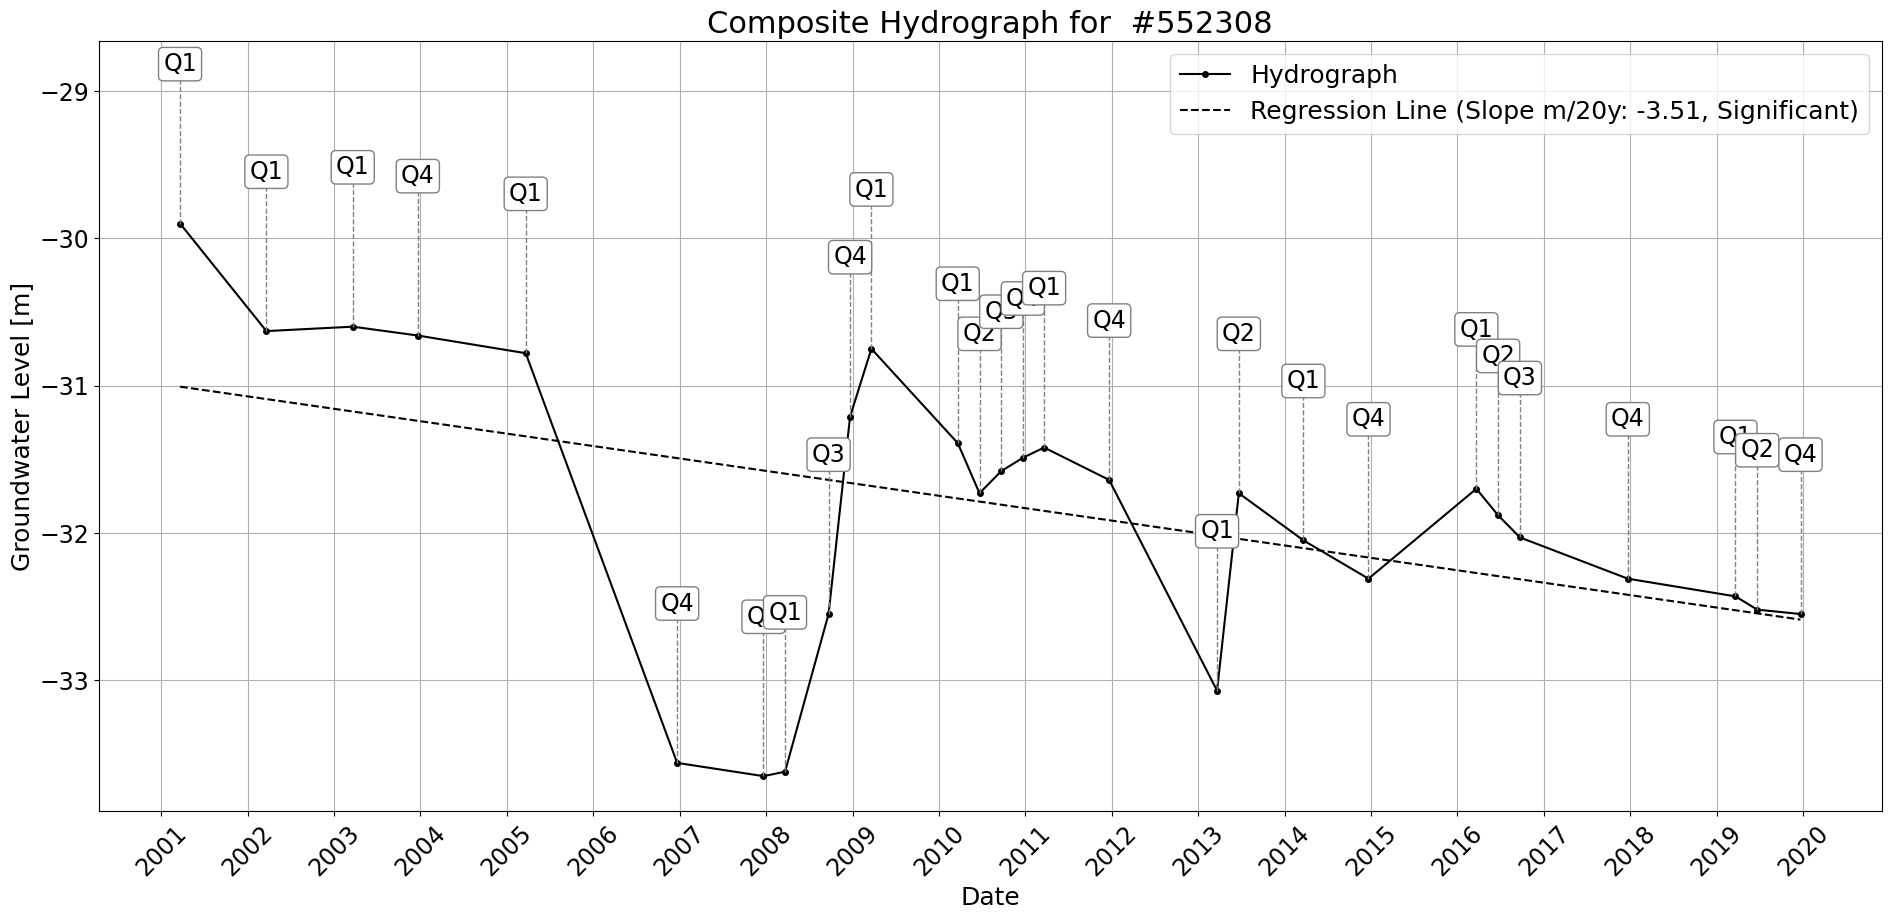 Composite Hydrograph for #552308
Hydrograph
Regression Line (Slope m/20y: -3.51, Significant)
Groundwater Level [m]
−29
−30
−31
−32
−33
Q1
Q1
Q1
Q4
Q1
Q4
Q1
Q3
Q4
Q1
Q1
Q2
Q3
Q1
Q4
Q1
Q2
Q1
Q4
Q1
Q2
Q3
Q4
Q1
Q2
Q4
2001
2002
2003
2004
2005
2006
2007
2008
2009
2010
2011
2012
2013
2014
2015
2016
2017
2018
2019
2020
Date